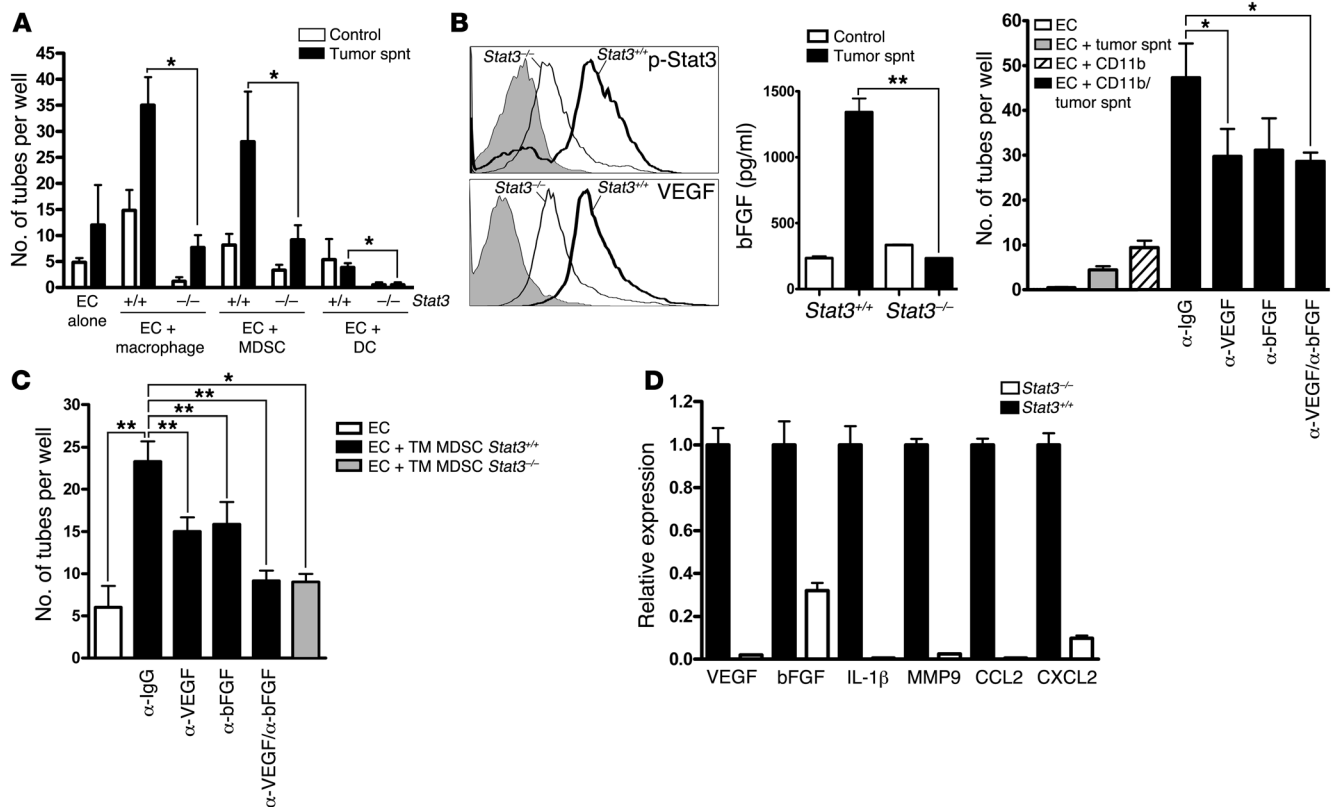 A
Control
Tumor spnt
No. of tubes per well
45
40
35
30
25
20
15
10
5
0
*
*
*
EC
alone
+/+
–/–
+/+
–/–
+/+
–/–
Stat3
EC +
macrophage
EC +
MDSC
EC +
DC
B
Stat3–/–
Stat3+/+
p-Stat3
Stat3–/–
Stat3+/+
VEGF
Control
Tumor spnt
bFGF (pg/ml)
1500
1000
500
0
**
Stat3+/+
Stat3–/–
EC
EC + tumor spnt
EC + CD11b
EC + CD11b/
tumor spnt
No. of tubes per well
60
50
40
30
20
10
0
*
*
α-IgG
α-VEGF
α-bFGF
α-VEGF/α-bFGF
C
No. of tubes per well
30
25
20
15
10
5
0
*
**
**
**
**
EC
EC + TM MDSC Stat3+/+
EC + TM MDSC Stat3–/–
α-IgG
α-VEGF
α-bFGF
α-VEGF/α-bFGF
D
Stat3–/–
Stat3+/+
Relative expression
1.2
1.0
0.8
0.6
0.4
0.2
0.0
VEGF
bFGF
IL-1β
MMP9
CCL2
CXCL2